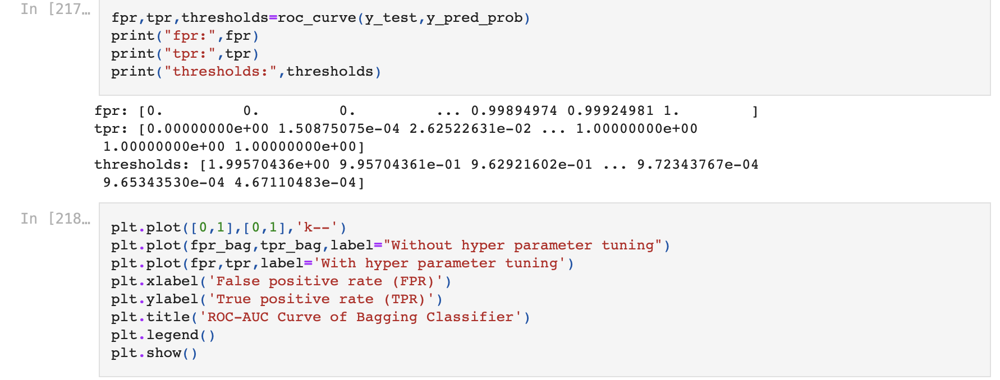 In [217…
fpr,tpr,thresholds=roc_curve(y_test,y_pred_prob)
print("fpr:",fpr)
print("tpr:",tpr)
print("thresholds:",thresholds)
fpr: [0.         0.         0.         ... 0.99894974 0.99924981 1.        ]
tpr: [0.00000000e+00 1.50875075e-04 2.62522631e-02 ... 1.00000000e+00
 1.00000000e+00 1.00000000e+00]
thresholds: [1.99570436e+00 9.95704361e-01 9.62921602e-01 ... 9.72343767e-04
 9.65343530e-04 4.67110483e-04]
In [218…
plt.plot([0,1],[0,1],'k--')
plt.plot(fpr_bag,tpr_bag,label="Without hyper parameter tuning")
plt.plot(fpr,tpr,label='With hyper parameter tuning')
plt.xlabel('False positive rate (FPR)')
plt.ylabel('True positive rate (TPR)')
plt.title('ROC-AUC Curve of Bagging Classifier')
plt.legend()
plt.show()